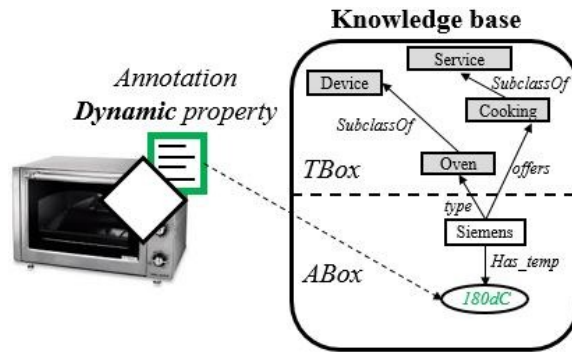 Knowledge base
Annotation
Dynamic property
Service
Device
SubclassOf
Cooking
SubclassOf
Oven
offers
TBox
type
Siemens
ABox
Has_temp
180dC